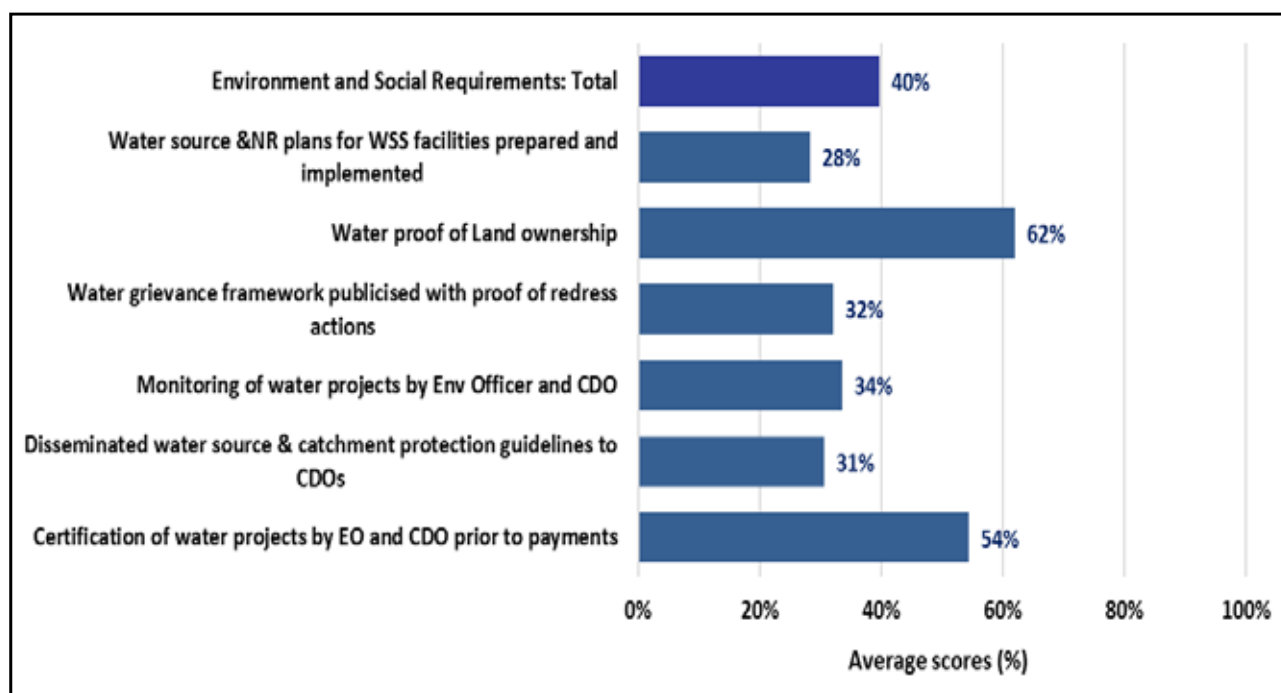 Environment and Social Requirements: Total
40%
Water source &NR plans for WSS facilities prepared and
implemented
28%
Water proof of Land ownership
62%
Water grievance framework publicised with proof of redress
actions
32%
Monitoring of water projects by Env Officer and CDO
34%
Disseminated water source & catchment protection guidelines to
CDOs
31%
Certification of water projects by EO and CDO prior to payments
54%
0% 20% 40% 60% 80% 100%
Average scores (%)